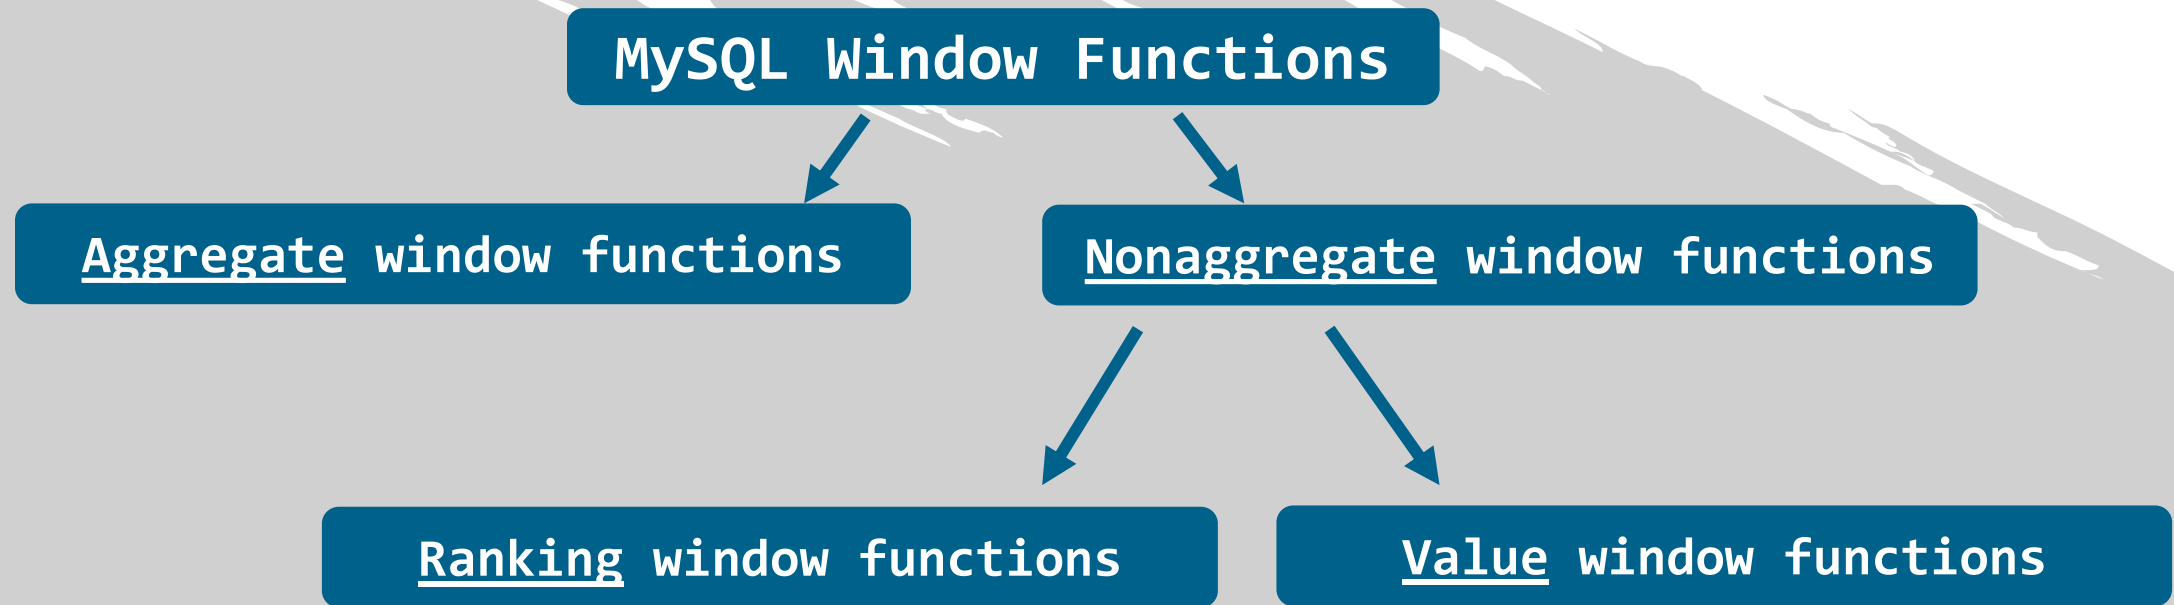 MySQL Window Functions
Aggregate window functions
Nonaggregate window functions
Ranking window functions
Value window functions